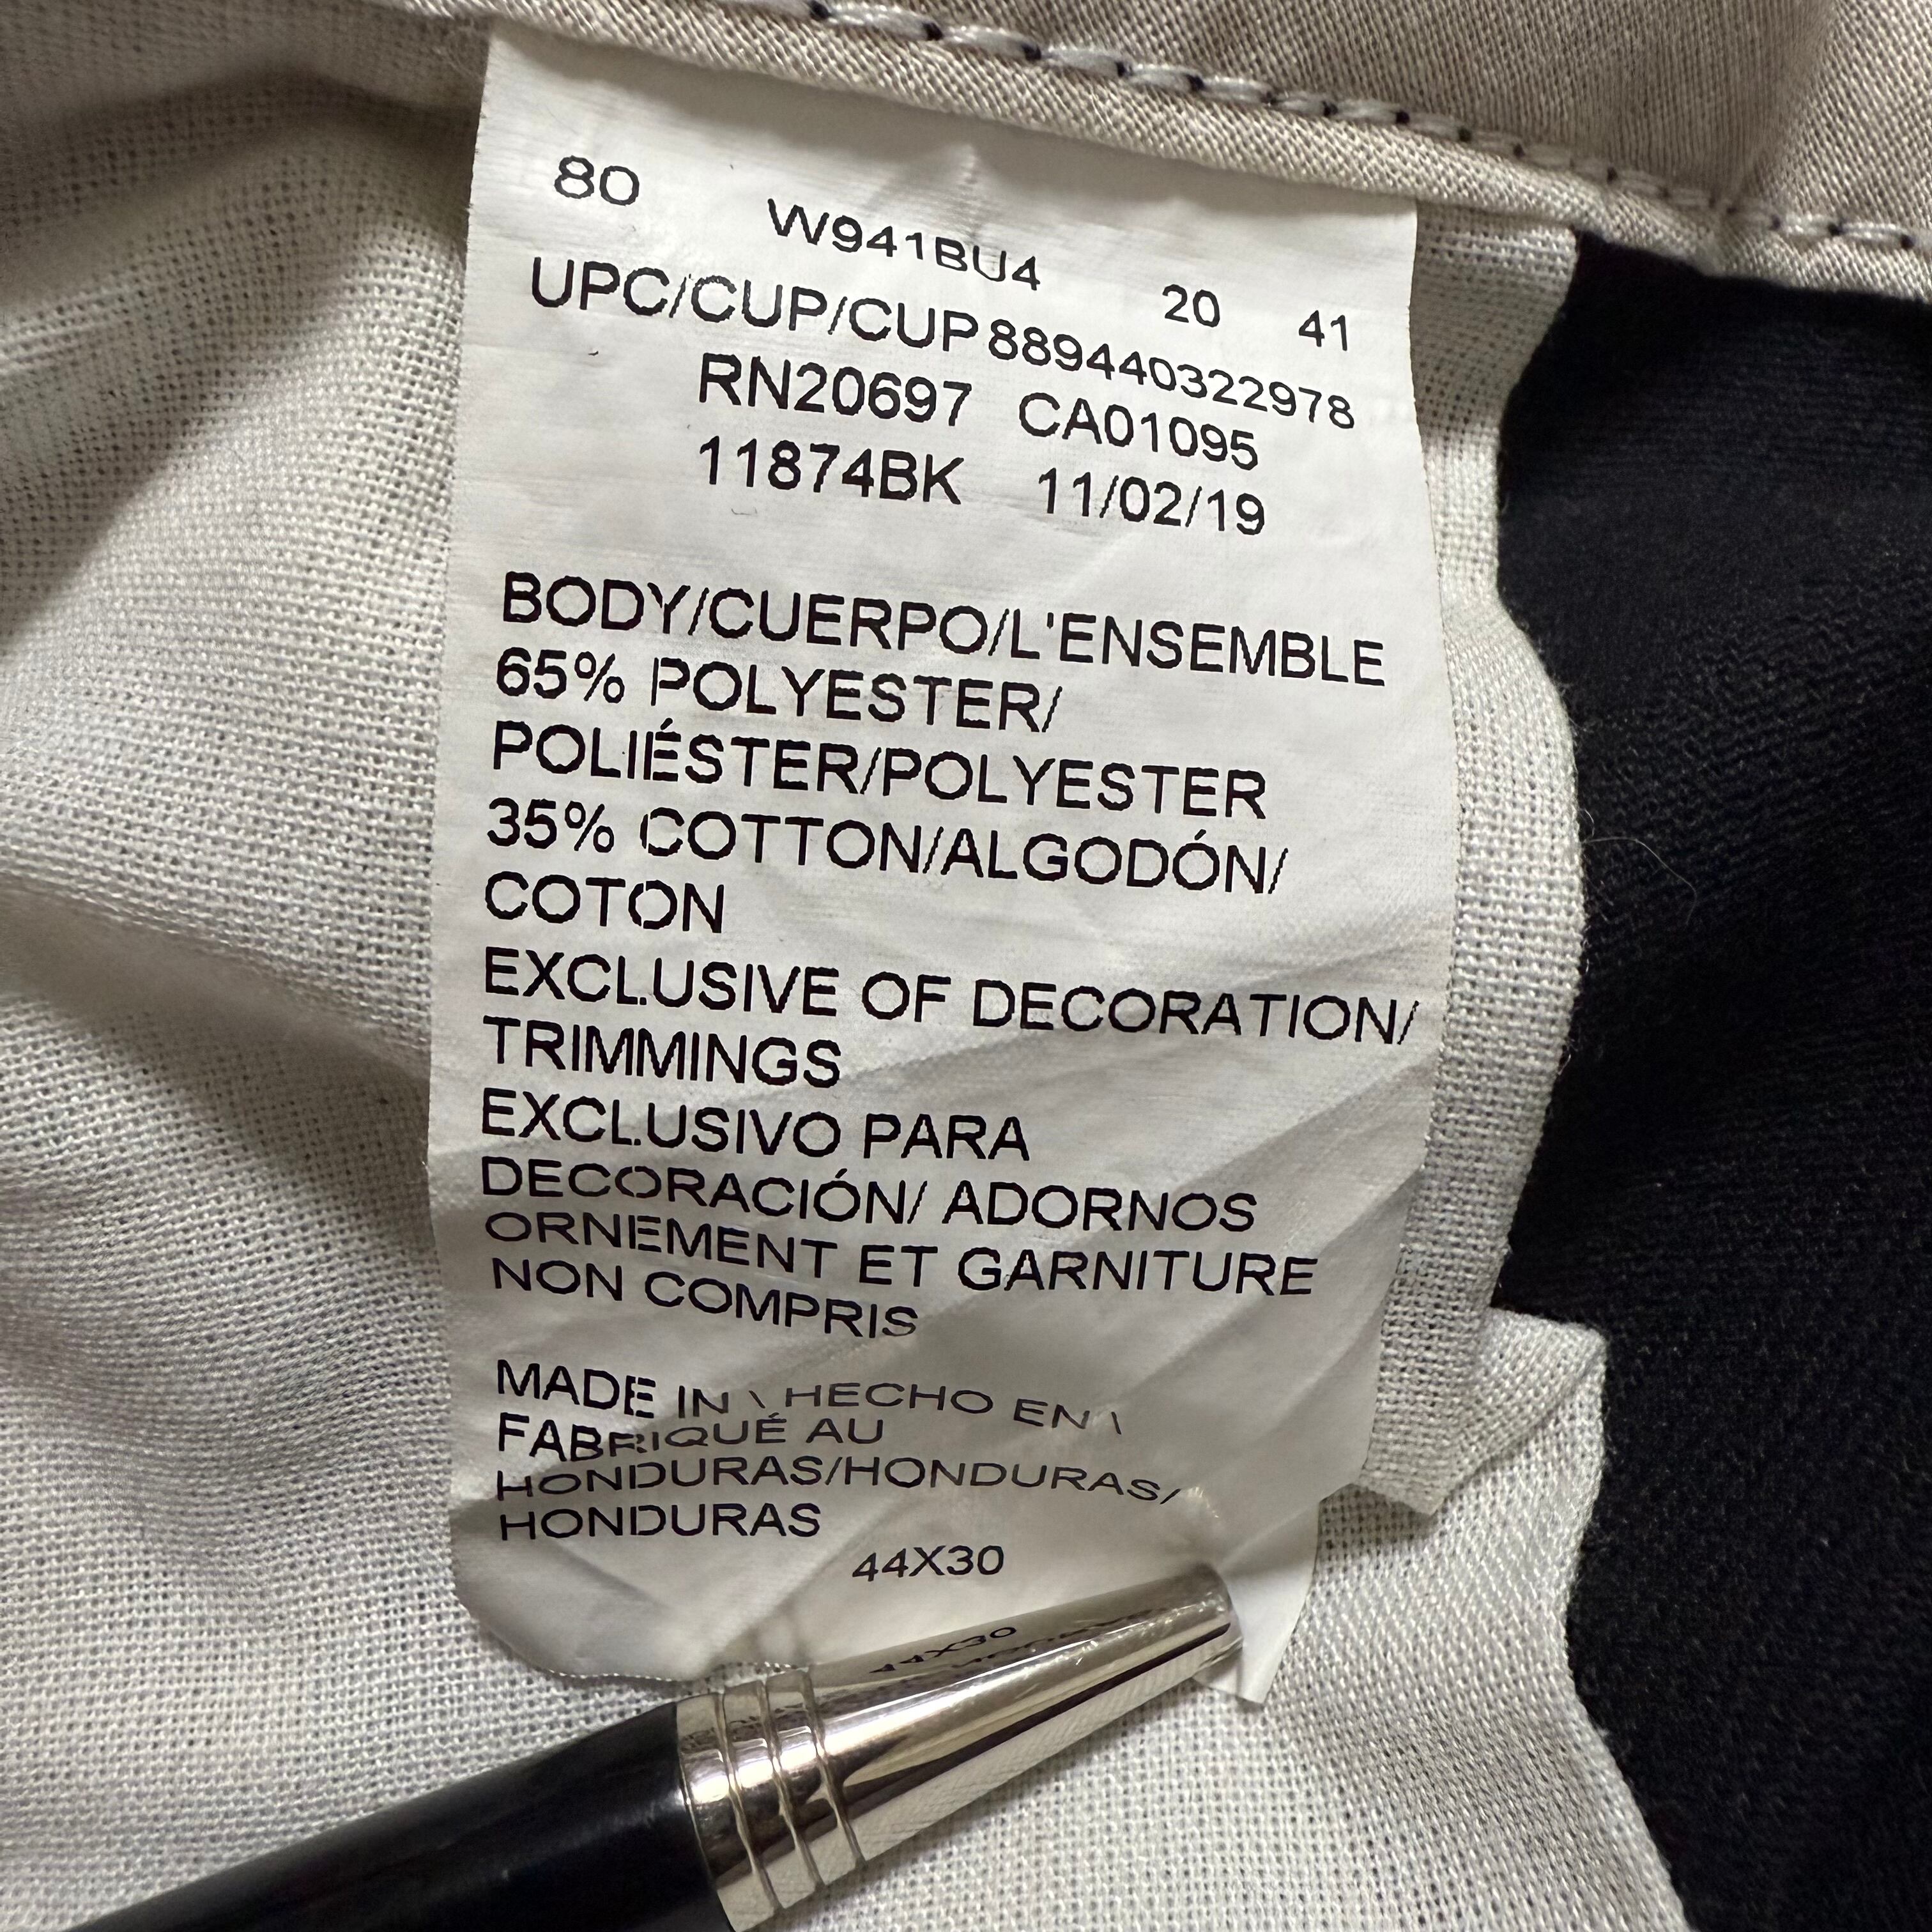 80 W941BU4 20 41
UPC/CUP/CUP 889440322978
RN20697 CA01095
11874BK 11/02/19
BODY/CUERPO/L'ENSEMBLE
65% POLYESTER/
POLIÉSTER/POLYESTER
35% COTTON/ALGODÓN/
COTON
EXCLUSIVE OF DECORATION/
TRIMMINGS
EXCLUSIVO PARA
DECORACIÓN/ ADORNOS
ORNEMENT ET GARNITURE
NON COMPRIS
MADE IN \ HECHO EN \
FABRIQUÉ AU
HONDURAS/HONDURAS/
HONDURAS
44X30